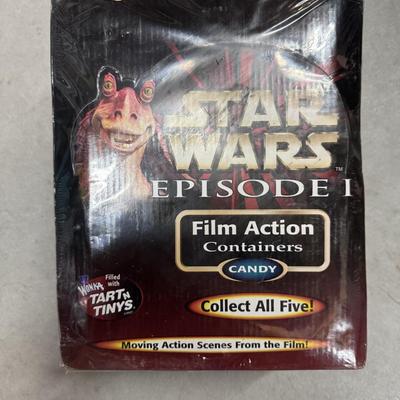 STAR
WARS
TM
EPISODE I
Film Action
Containers
CANDY
Filled
with
WONKA
TART N
TINYS
Collect All Five!
Moving Action Scenes From the Film!